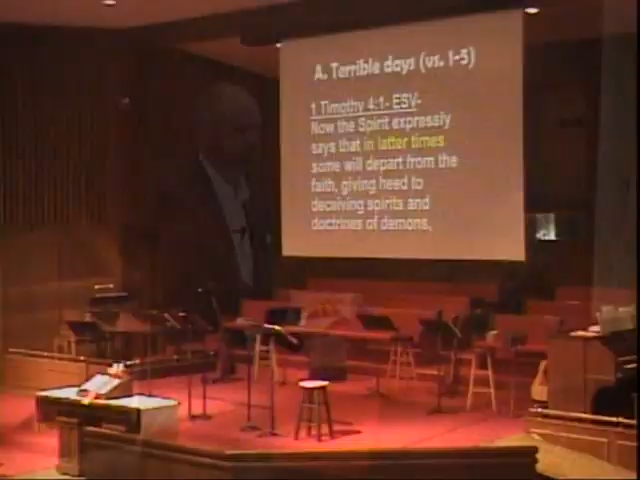 A. Terrible days (vs. 1-5)
1 Timothy 4:1- ESV-
Now the Spirit expressly
says that in latter times
some will depart from the
faith, giving heed to
deceiving spirits and
doctrines of demons,